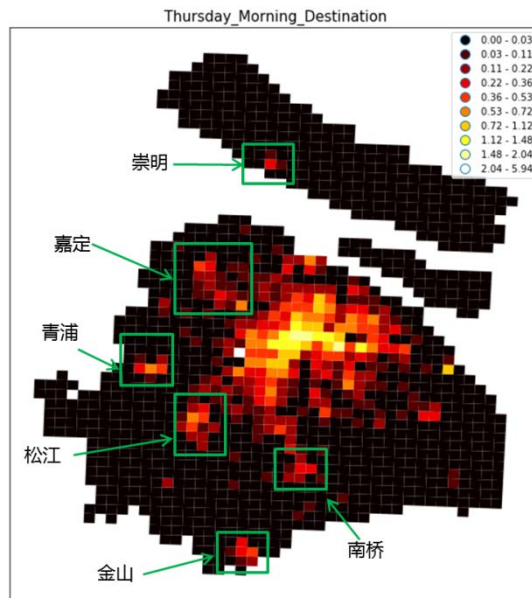 Thursday_Morning_Destination
0.00 - 0.03
0.03 - 0.11
0.11 - 0.22
0.22 - 0.36
0.36 - 0.53
0.53 - 0.72
0.72 - 1.12
1.12 - 1.48
1.48 - 2.04
2.04 - 5.94
崇明
嘉定
青浦
松江
南桥
金山